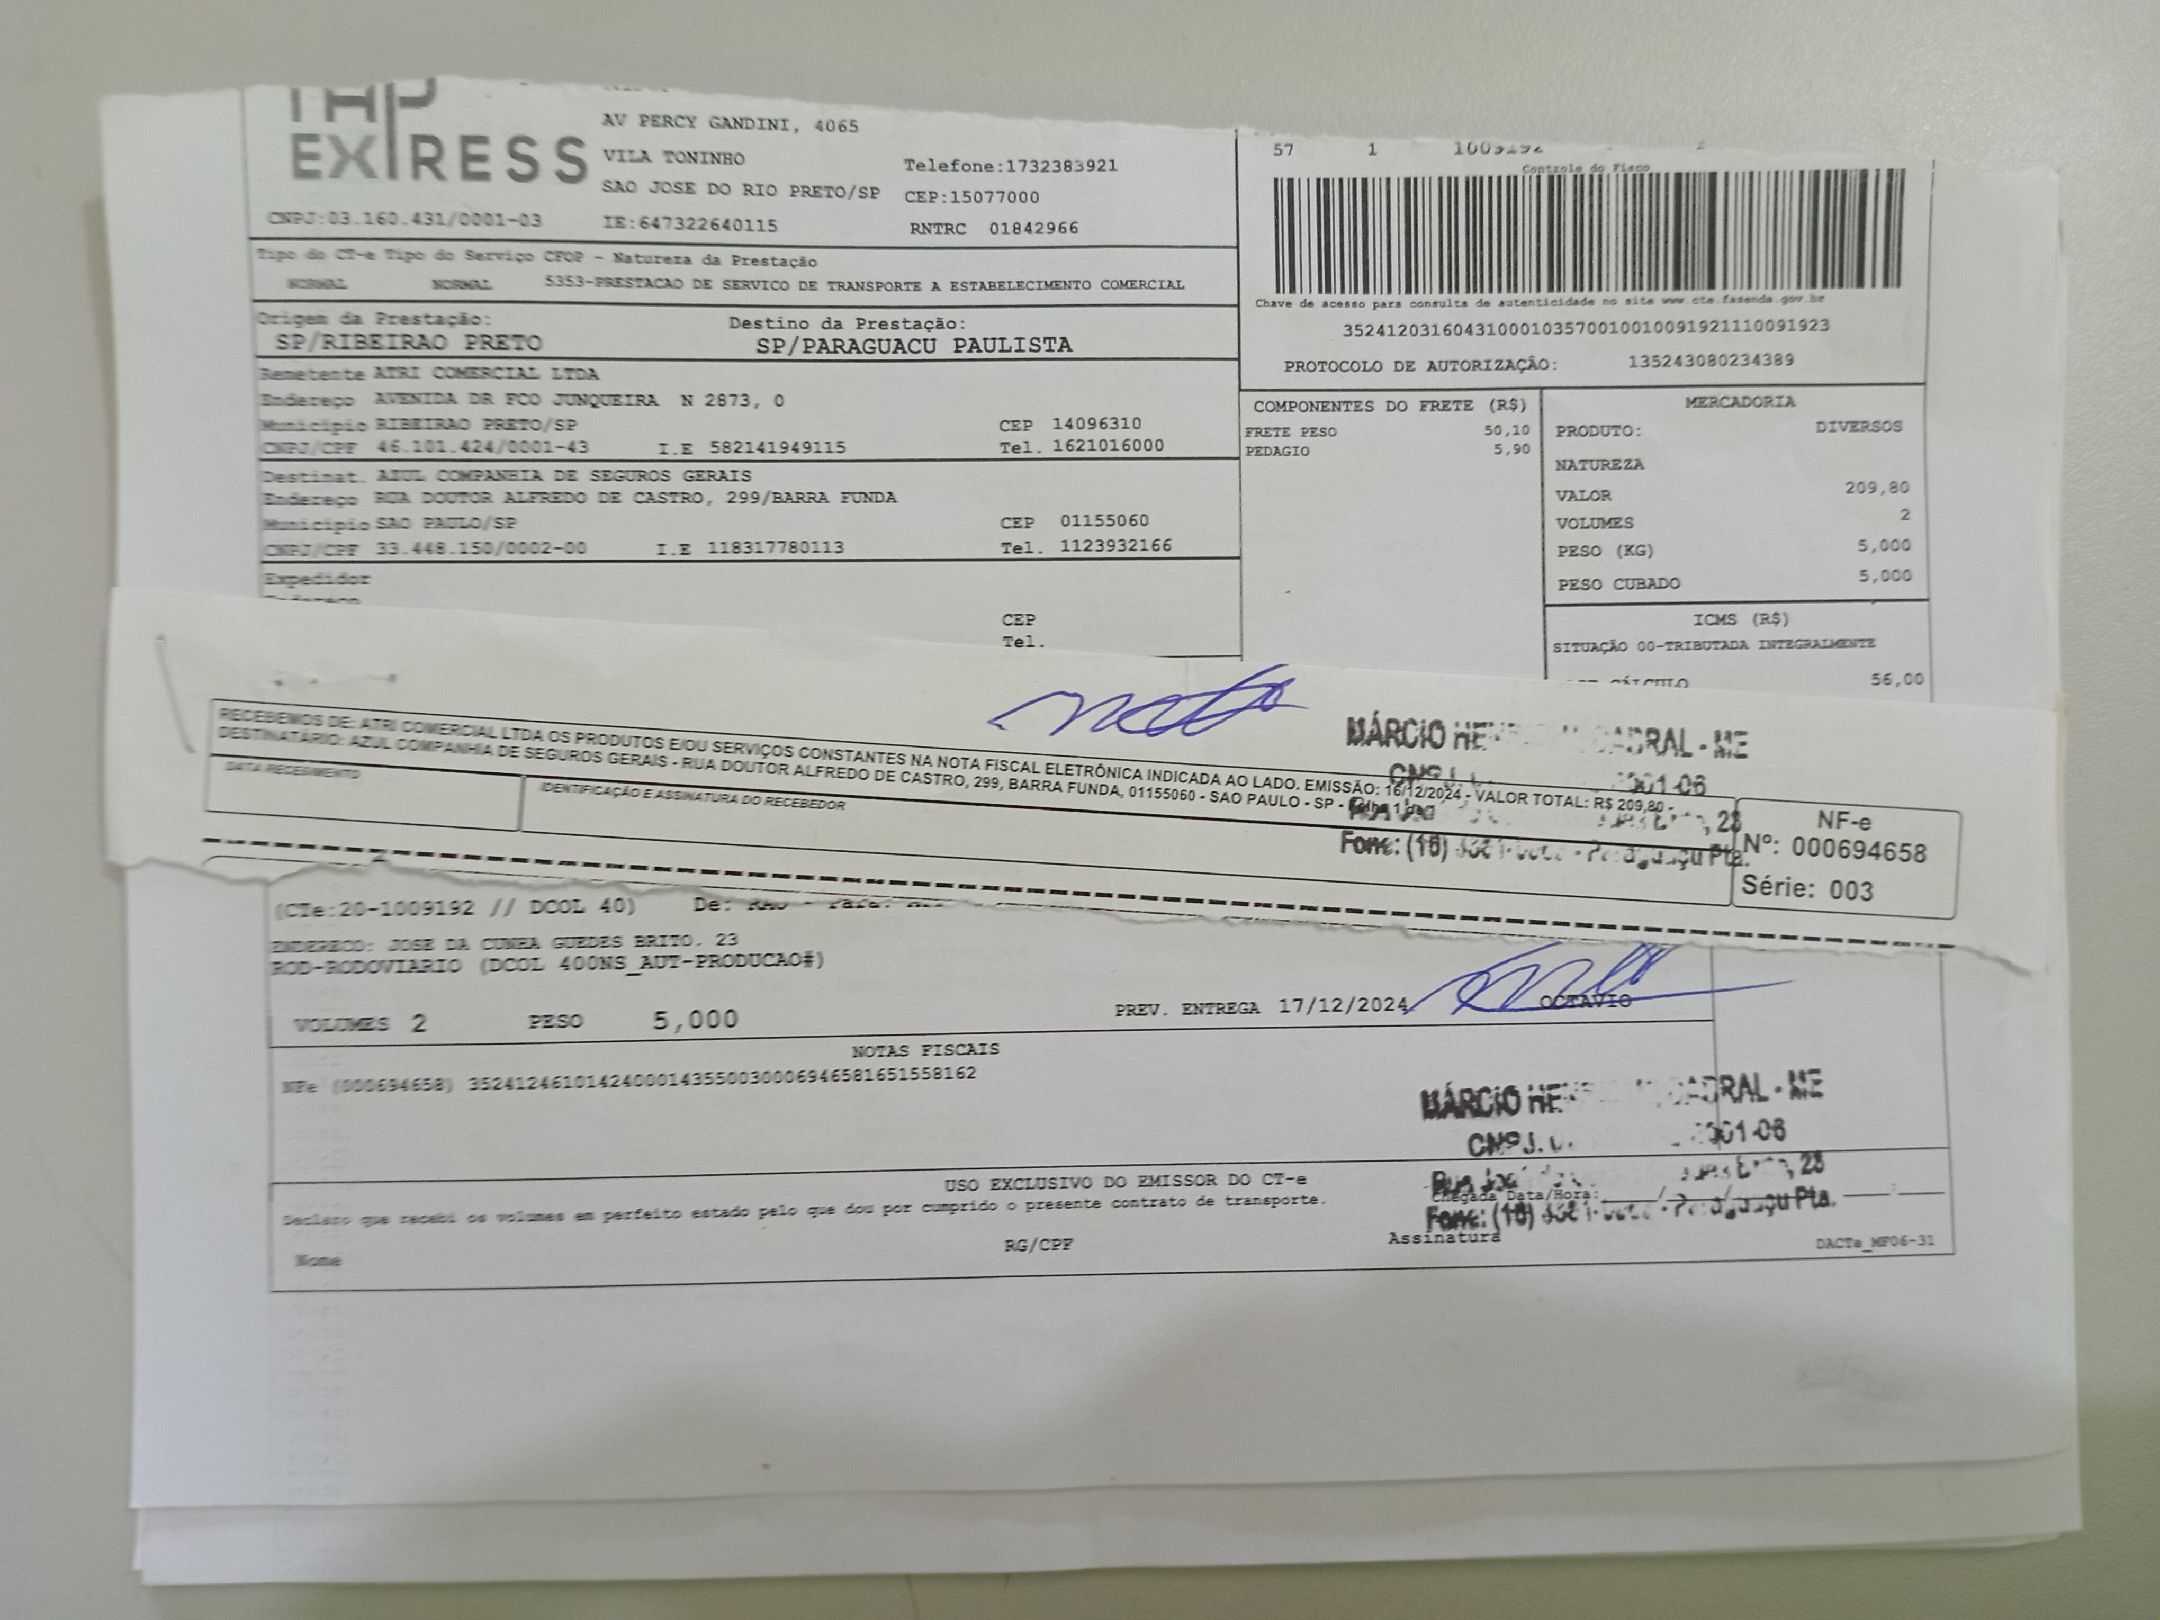 EXPRESS
AV PERCY GANDINI, 4065
VILA TONINHO
Telefone:1732383921
SAO JOSE DO RIO PRETO/SP CEP:15077000
CNPJ:03.160.431/0001-03 IE:647322640115 RNTRC 01842966
57 1 1009192
Controle do Fisco
Tipo do CT-e Tipo do Serviço CFOP - Natureza da Prestação
NORMAL NORMAL 5353-PRESTACAO DE SERVICO DE TRANSPORTE A ESTABELECIMENTO COMERCIAL
Chave de acesso para consulta de autenticidade no site www.cte.fazenda.gov.br
35241203160431000103570010010091921110091923
PROTOCOLO DE AUTORIZAÇÃO: 135243080234389
Origem da Prestação: Destino da Prestação:
SP/RIBEIRAO PRETO SP/PARAGUACU PAULISTA
Remetente ATRI COMERCIAL LTDA
Endereço AVENIDA DR FCO JUNQUEIRA N 2873, 0
Município RIBEIRAO PRETO/SP CEP 14096310
CNPJ/CPF 46.101.424/0001-43 I.E 582141949115 Tel. 1621016000
Destinat. AZUL COMPANHIA DE SEGUROS GERAIS
Endereço RUA DOUTOR ALFREDO DE CASTRO, 299/BARRA FUNDA
Município SAO PAULO/SP CEP 01155060
CNPJ/CPF 33.448.150/0002-00 I.E 118317780113 Tel. 1123932166
Expedidor
Endereço
CEP
Tel.
COMPONENTES DO FRETE (R$)
FRETE PESO 50,10
PEDAGIO 5,90
MERCADORIA
PRODUTO: DIVERSOS
NATUREZA
VALOR 209,80
VOLUMES 2
PESO (KG) 5,000
PESO CUBADO 5,000
ICMS (R$)
SITUAÇÃO 00-TRIBUTADA INTEGRALMENTE
CÁLCULO 56,00
RECEBEMOS DE: ATRI COMERCIAL LTDA OS PRODUTOS E/OU SERVIÇOS CONSTANTES NA NOTA FISCAL ELETRÔNICA INDICADA AO LADO. EMISSÃO: 16/12/2024 - VALOR TOTAL: R$ 209,80 -
DESTINATÁRIO: AZUL COMPANHIA DE SEGUROS GERAIS - RUA DOUTOR ALFREDO DE CASTRO, 299, BARRA FUNDA, 01155060 - SAO PAULO - SP -
DATA RECEBIMENTO
IDENTIFICAÇÃO E ASSINATURA DO RECEBEDOR
MÁRCIO - ME
NF-e
Nº: 000694658
Série: 003
Fone: (18)
(CTe:20-1009192 // DCOL 40) De: RAO - Para:
ENDERECO: JOSE DA CUNHA GUEDES BRITO. 23
ROD-RODOVIARIO (DCOL 400NS_AUT-PRODUCAO#)
VOLUMES 2 PESO 5,000 PREV. ENTREGA 17/12/2024 OCTAVIO
NOTAS FISCAIS
NFe (000694658) 35241246101424000143550030006946581651558162
MÁRCIO - ME
USO EXCLUSIVO DO EMISSOR DO CT-e
Declaro que recebi os volumes em perfeito estado pelo que dou por cumprido o presente contrato de transporte.
Chegada Data/Hora:
Fone: (18)
Nome RG/CPF Assinatura
DACTe_MF06-31